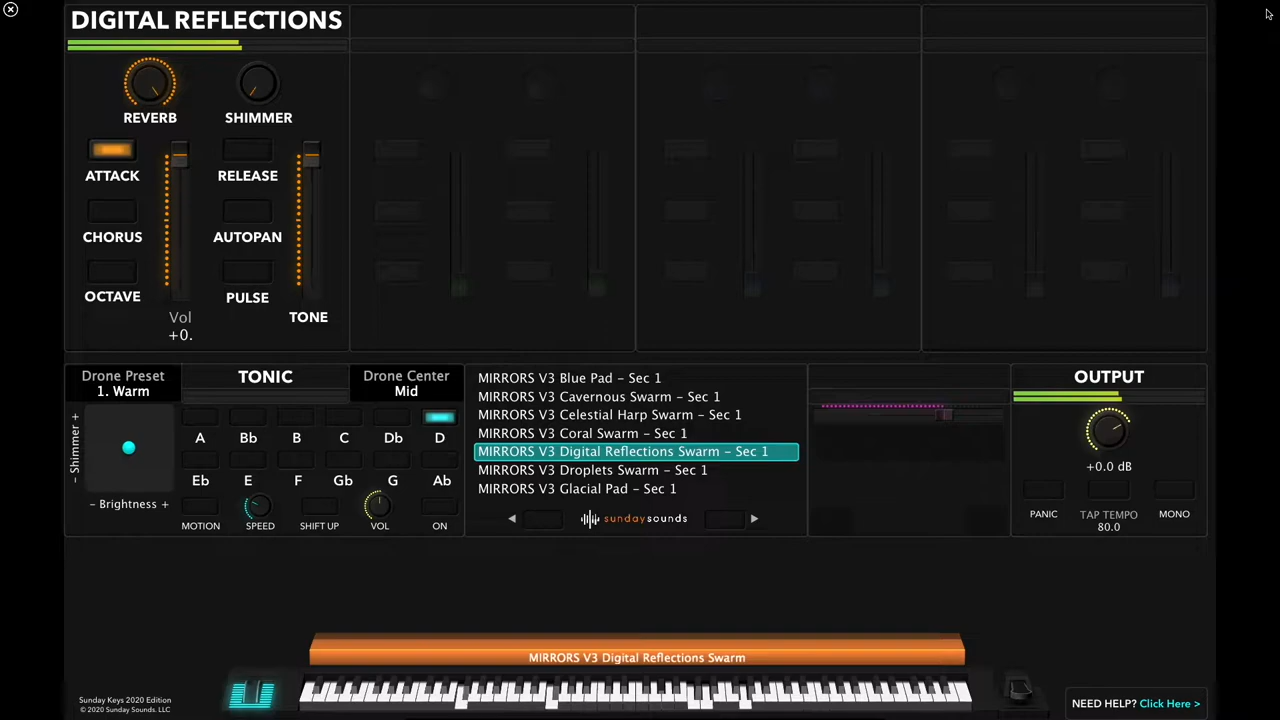 DIGITAL REFLECTIONS
REVERB
SHIMMER
ATTACK
RELEASE
CHORUS
AUTOPAN
OCTAVE
PULSE
Vol
+0.
TONE
Drone Preset
1. Warm
TONIC
Drone Center
Mid
- Shimmer +
- Brightness +
A Bb B C Db D
Eb E F Gb G Ab
MOTION SPEED SHIFT UP VOL ON
MIRRORS V3 Blue Pad – Sec 1
MIRRORS V3 Cavernous Swarm – Sec 1
MIRRORS V3 Celestial Harp Swarm – Sec 1
MIRRORS V3 Coral Swarm – Sec 1
MIRRORS V3 Digital Reflections Swarm – Sec 1
MIRRORS V3 Droplets Swarm – Sec 1
MIRRORS V3 Glacial Pad – Sec 1
sundaysounds
OUTPUT
+0.0 dB
PANIC
TAP TEMPO
80.0
MONO
MIRRORS V3 Digital Reflections Swarm
Sunday Keys 2020 Edition
© 2020 Sunday Sounds. LLC
NEED HELP? Click Here >